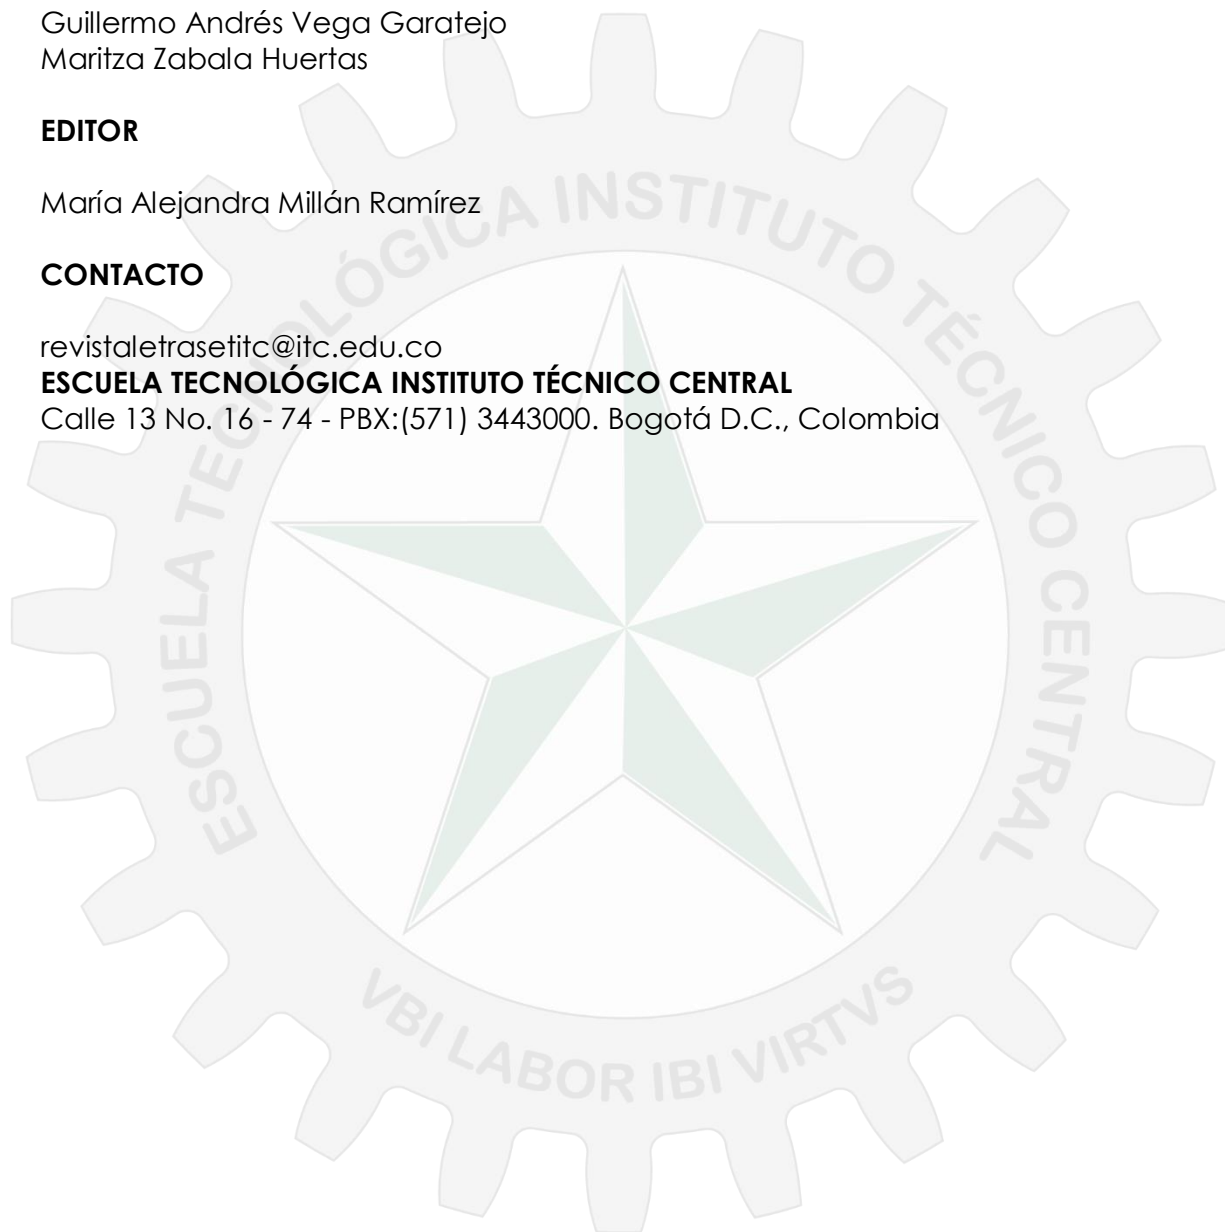 Guillermo Andrés Vega Garatejo
Maritza Zabala Huertas
EDITOR
María Alejandra Millán Ramírez
CONTACTO
revistaletrasetitc@itc.edu.co
ESCUELA TECNOLÓGICA INSTITUTO TÉCNICO CENTRAL
Calle 13 No. 16 - 74 - PBX:(571) 3443000. Bogotá D.C., Colombia
ESCUELA TECNOLÓGICA INSTITUTO TÉCNICO CENTRAL
VBI LABOR IBI VIRTVS